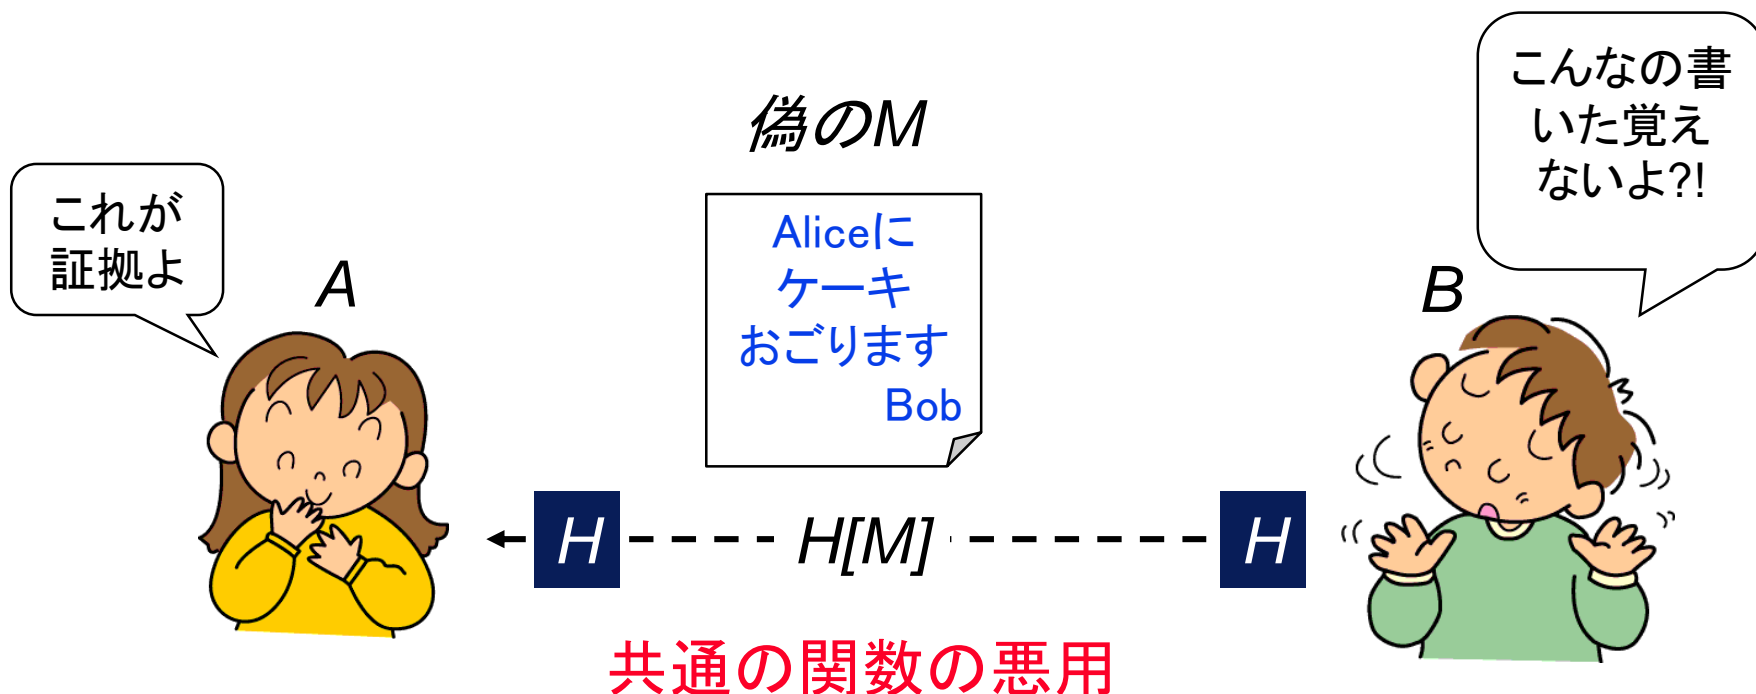 これが
証拠よ
A
偽のM
Aliceに
ケーキ
おごります
Bob
こんなの書
いた覚え
ないよ?!
B
H
H[M]
H
共通の関数の悪用